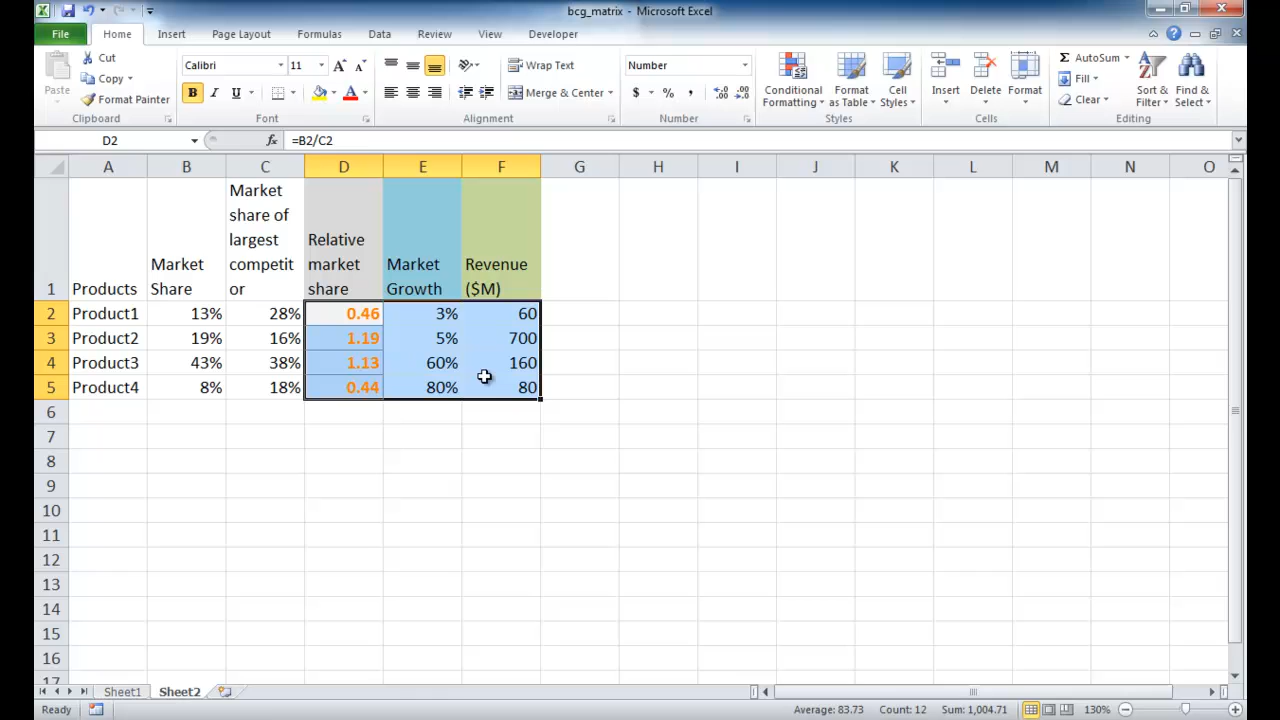 bcg_matrix - Microsoft Excel
File Home Insert Page Layout Formulas Data Review View Developer
Paste
Cut
Copy
Format Painter
Clipboard
Calibri 11
B I U
Font
Wrap Text
Merge & Center
Alignment
Number
$ % ,
Number
Conditional Formatting
Format as Table
Cell Styles
Styles
Insert Delete Format
Cells
AutoSum
Fill
Clear
Sort & Filter
Find & Select
Editing
D2 fx =B2/C2
A B C D E F G H I J K L M N O
1 Products Market Share Market share of largest competitor Relative market share Market Growth Revenue ($M)
2 Product1 13% 28% 0.46 3% 60
3 Product2 19% 16% 1.19 5% 700
4 Product3 43% 38% 1.13 60% 160
5 Product4 8% 18% 0.44 80% 80
6
7
8
9
10
11
12
13
14
15
16
17
Sheet1 Sheet2
Ready Average: 83.73 Count: 12 Sum: 1,004.71 130%